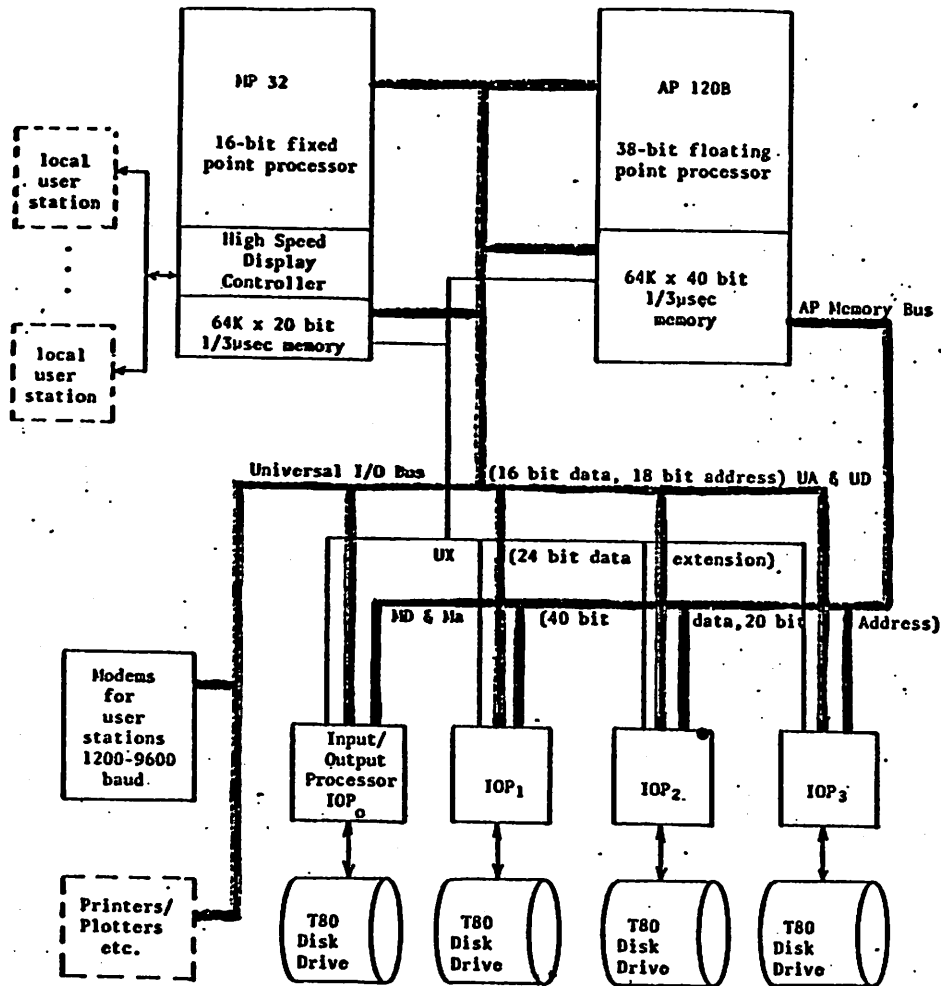 MP 32
16-bit fixed
point processor
High Speed
Display
Controller
64K x 20 bit
1/3µsec memory
AP 120B
38-bit floating
point processor
64K x 40 bit
1/3µsec
memory
AP Memory Bus
local
user
station
local
user
station
Universal I/O Bus
(16 bit data, 18 bit address) UA & UD
UX
(24 bit data
extension)
MD & Ma
(40 bit
data,20 bit
Address)
Modems
for
user
stations
1200-9600
baud
Input/
Output
Processor
IOPo
IOP1
IOP2.
IOP3
Printers/
Plotters
etc.
T80
Disk
Drive
T80
Disk
Drive
T80
Disk
Drive
T80
Disk
Drive